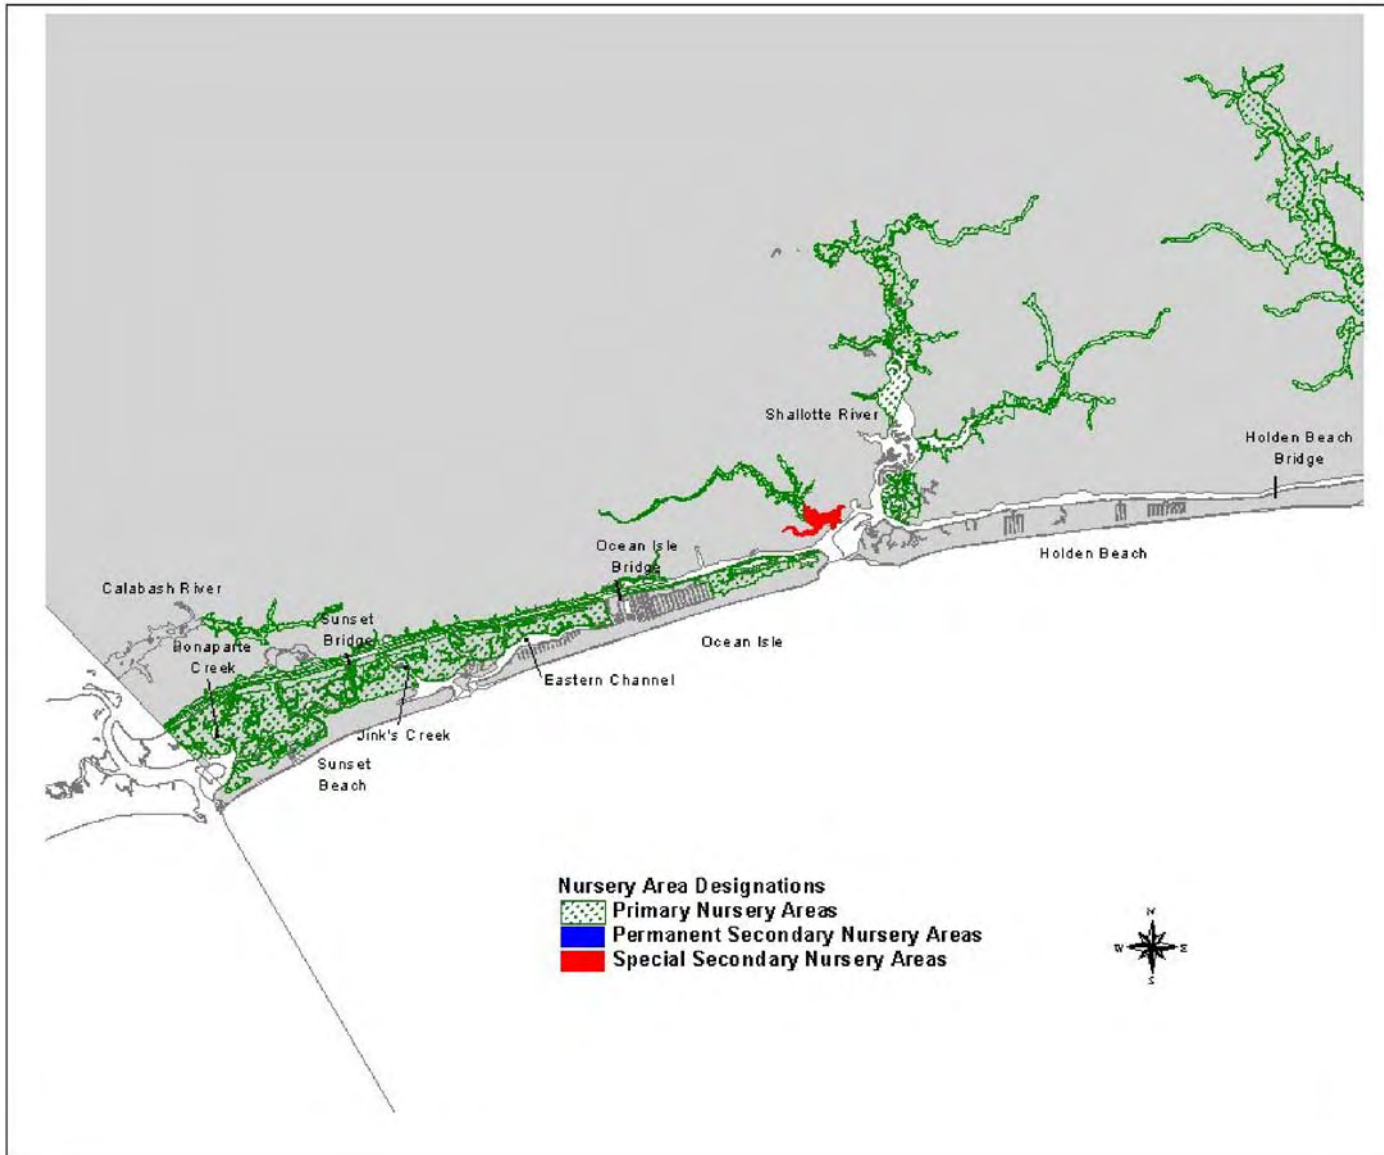 Shallotte River
Holden Beach
Bridge
Ocean Isle
Bridge
Holden Beach
Calabash River
Sunset
Bridge
Bonaparte
Creek
Ocean Isle
Eastern Channel
Jink's Creek
Sunset
Beach
Nursery Area Designations
Primary Nursery Areas
Permanent Secondary Nursery Areas
Special Secondary Nursery Areas
N
W E
S